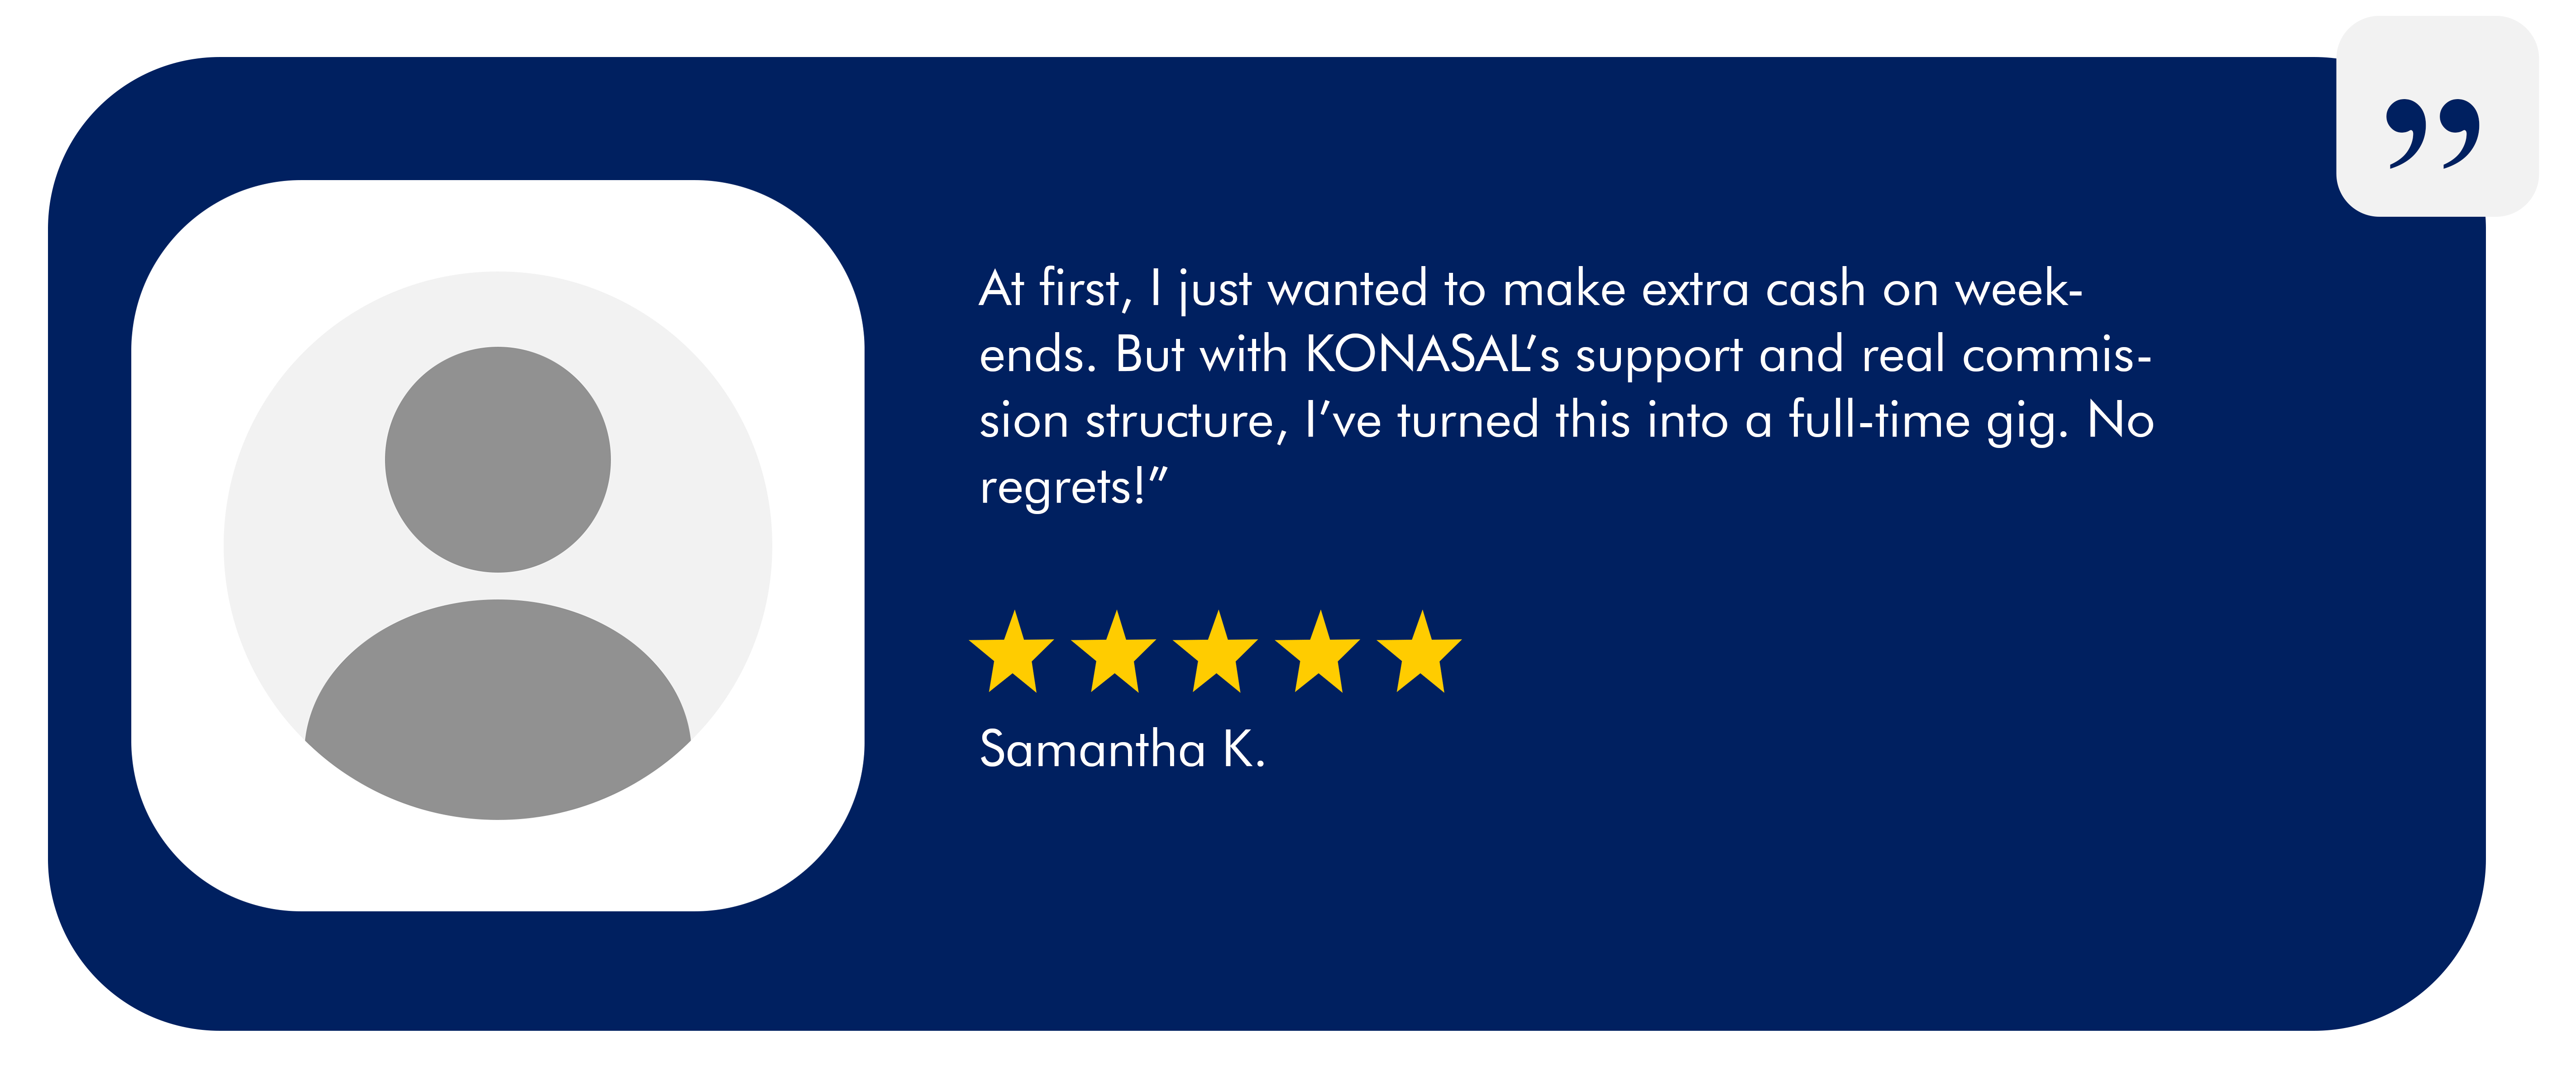 ”
At first, I just wanted to make extra cash on week-
ends. But with KONASAL’s support and real commis-
sion structure, I’ve turned this into a full-time gig. No
regrets!”
Samantha K.